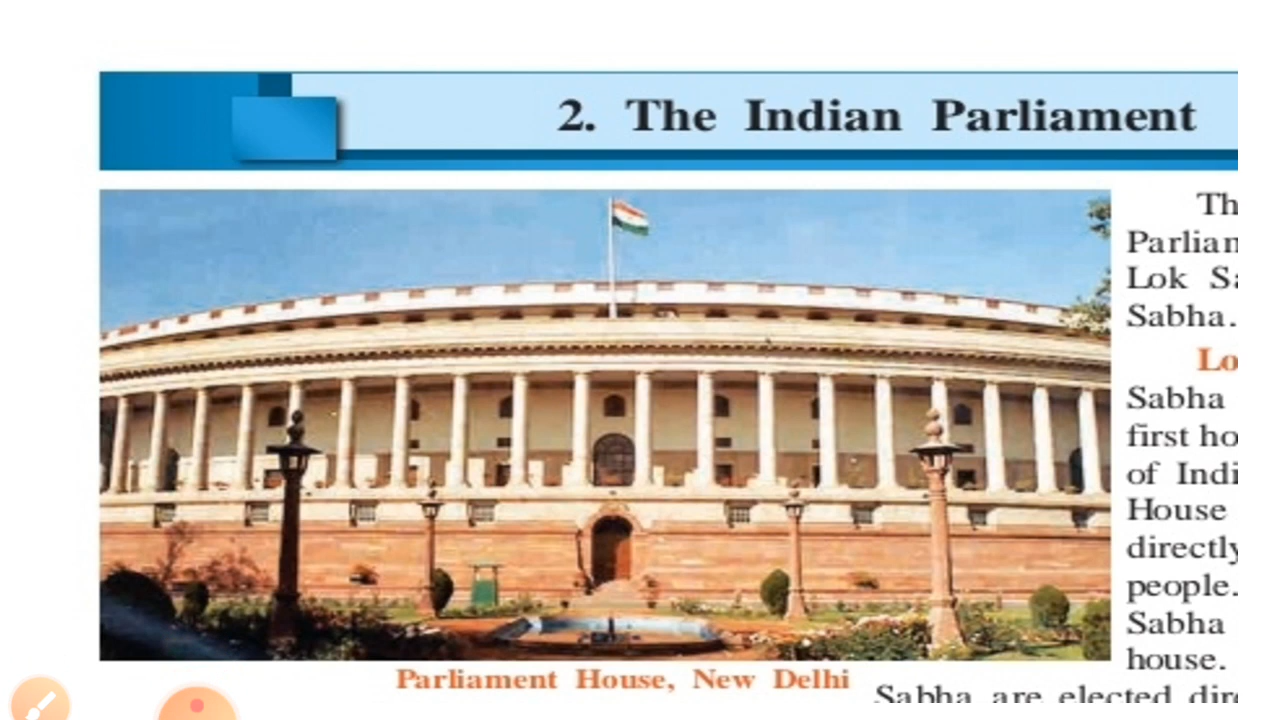 2. The Indian Parliament
Th
Parliam
Lok Sa
Sabha.
Lo
Sabha
first ho
of Indi
House
directly
people.
Sabha
house.
Parliament House, New Delhi
Sabha are elected dire